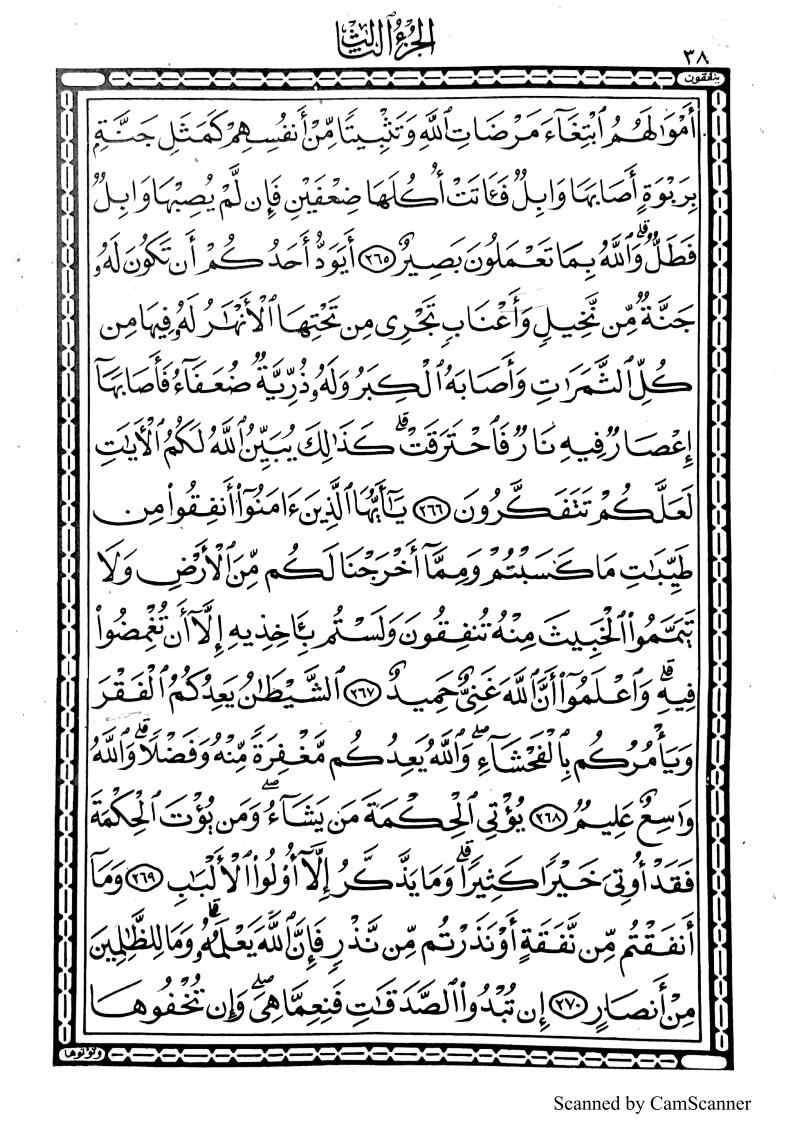 الجزء الثالث
٣٨
ينفقون
أَمْوَٰلَهُمُ ٱبْتِغَآءَ مَرْضَاتِ ٱللَّهِ وَتَثْبِيتًا مِّنْ أَنفُسِهِمْ كَمَثَلِ جَنَّةٍ
بِرَبْوَةٍ أَصَابَهَا وَابِلٌ فَـَٔاتَتْ أُكُلَهَا ضِعْفَيْنِ فَإِن لَّمْ يُصِبْهَا وَابِلٌ
فَطَلٌّ ۗ وَٱللَّهُ بِمَا تَعْمَلُونَ بَصِيرٌ ٢٦٥ أَيَوَدُّ أَحَدُكُمْ أَن تَكُونَ لَهُۥ
جَنَّةٌ مِّن نَّخِيلٍ وَأَعْنَابٍ تَجْرِى مِن تَحْتِهَا ٱلْأَنْهَٰرُ لَهُۥ فِيهَا مِن
كُلِّ ٱلثَّمَرَٰتِ وَأَصَابَهُ ٱلْكِبَرُ وَلَهُۥ ذُرِّيَّةٌ ضُعَفَآءُ فَأَصَابَهَآ
إِعْصَارٌ فِيهِ نَارٌ فَٱحْتَرَقَتْ ۗ كَذَٰلِكَ يُبَيِّنُ ٱللَّهُ لَكُمُ ٱلْأَيَٰتِ
لَعَلَّكُمْ تَتَفَكَّرُونَ ٢٦٦ يَٰٓأَيُّهَا ٱلَّذِينَ ءَامَنُوٓا۟ أَنفِقُوا۟ مِن
طَيِّبَٰتِ مَا كَسَبْتُمْ وَمِمَّآ أَخْرَجْنَا لَكُم مِّنَ ٱلْأَرْضِ وَلَا
تَيَمَّمُوا۟ ٱلْخَبِيثَ مِنْهُ تُنفِقُونَ وَلَسْتُم بِـَٔاخِذِيهِ إِلَّآ أَن تُغْمِضُوا۟
فِيهِ ۗ وَٱعْلَمُوٓا۟ أَنَّ ٱللَّهَ غَنِىٌّ حَمِيدٌ ٢٦٧ ٱلشَّيْطَٰنُ يَعِدُكُمُ ٱلْفَقْرَ
وَيَأْمُرُكُم بِٱلْفَحْشَآءِ ۖ وَٱللَّهُ يَعِدُكُم مَّغْفِرَةً مِّنْهُ وَفَضْلًا ۗ وَٱللَّهُ
وَٰسِعٌ عَلِيمٌ ٢٦٨ يُؤْتِى ٱلْحِكْمَةَ مَن يَشَآءُ ۖ وَمَن يُؤْتَ ٱلْحِكْمَةَ
فَقَدْ أُوتِىَ خَيْرًا كَثِيرًا ۗ وَمَا يَذَّكَّرُ إِلَّآ أُو۟لُوا۟ ٱلْأَلْبَٰبِ ٢٦٩ وَمَآ
أَنفَقْتُم مِّن نَّفَقَةٍ أَوْ نَذَرْتُم مِّن نَّذْرٍ فَإِنَّ ٱللَّهَ يَعْلَمُهُۥ ۗ وَمَا لِلظَّٰلِمِينَ
مِنْ أَنصَارٍ ٢٧٠ إِن تُبْدُوا۟ ٱلصَّدَقَٰتِ فَنِعِمَّا هِىَ ۖ وَإِن تُخْفُوهَا
وتؤتوها
Scanned by CamScanner